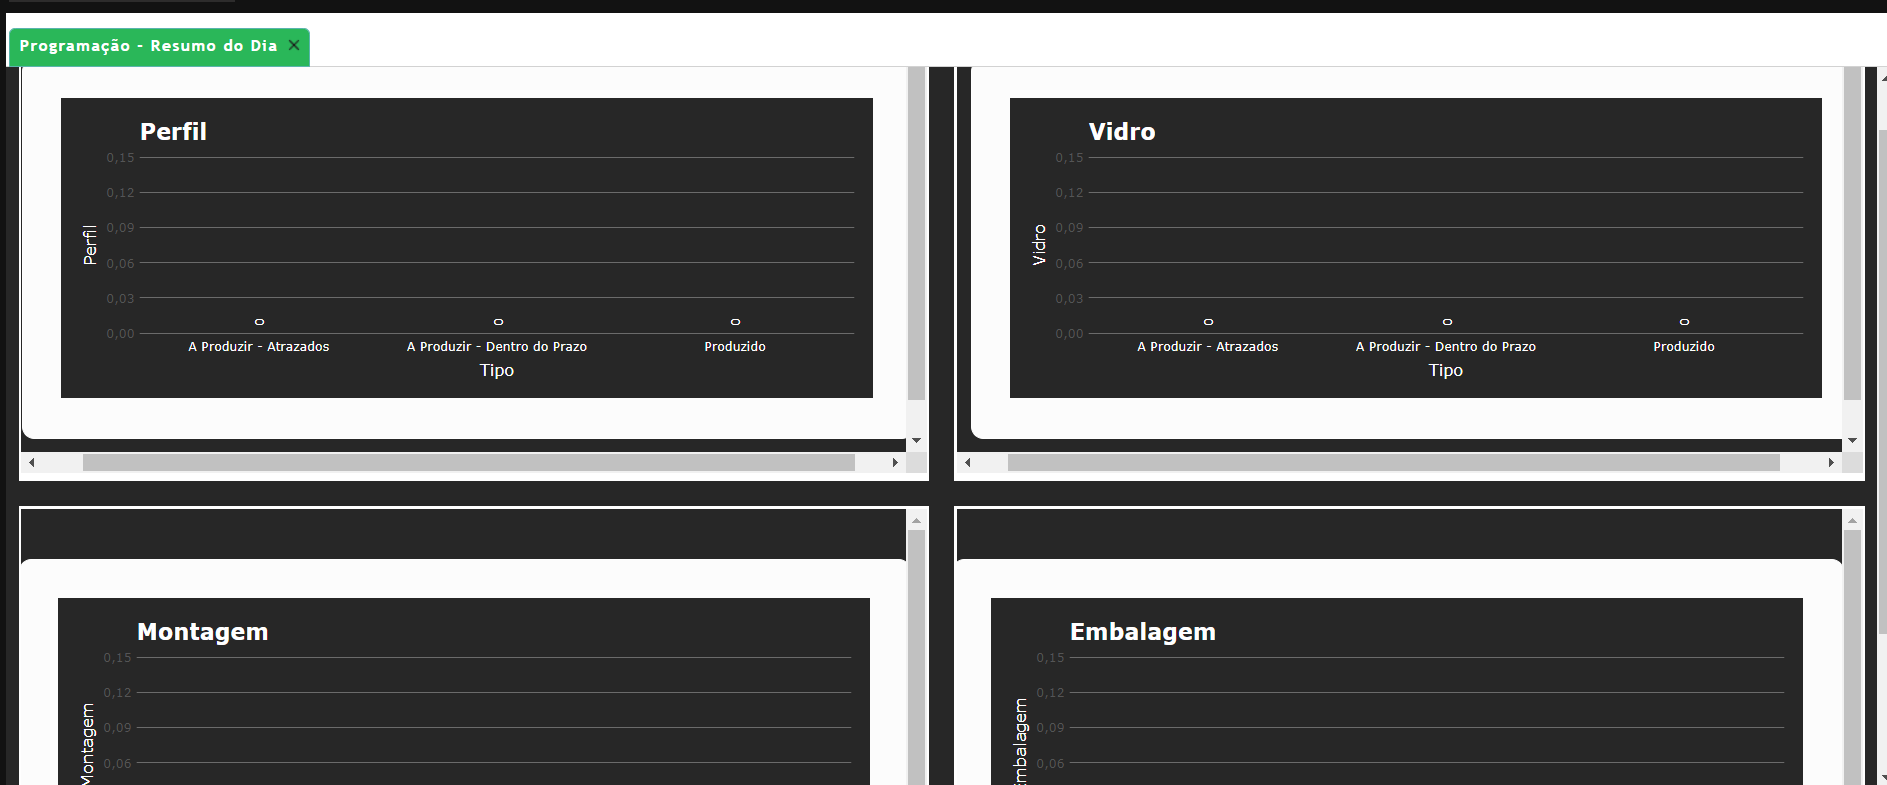 Programação - Resumo do Dia ×
Perfil
0,15
0,12
0,09
0,06
0,03
0,00
Perfil
0 0 0
A Produzir - Atrazados A Produzir - Dentro do Prazo Produzido
Tipo
Vidro
0,15
0,12
0,09
0,06
0,03
0,00
Vidro
0 0 0
A Produzir - Atrazados A Produzir - Dentro do Prazo Produzido
Tipo
Montagem
0,15
0,12
0,09
0,06
Montagem
Embalagem
0,15
0,12
0,09
0,06
mbalagem